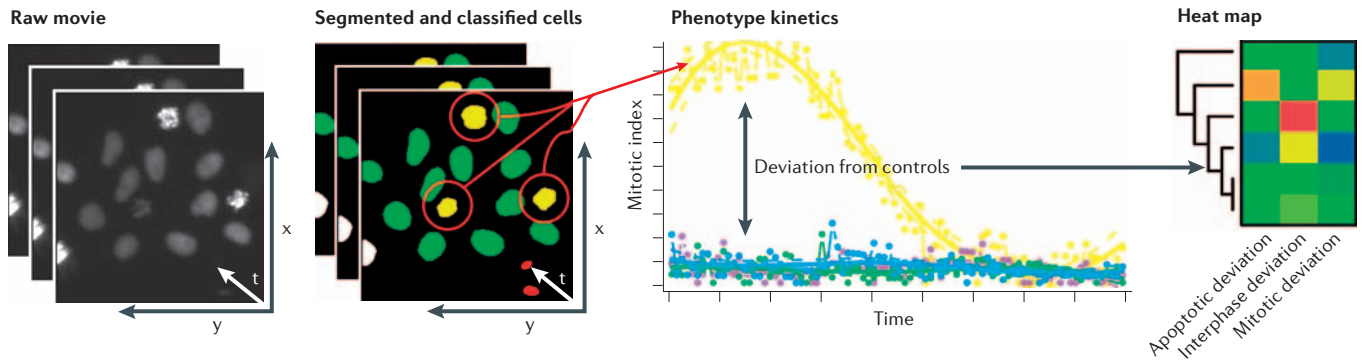 Raw movie
Segmented and classified cells
Phenotype kinetics
Heat map
x
t
y
x
t
y
Mitotic index
Deviation from controls
Time
Apoptotic deviation
Interphase deviation
Mitotic deviation